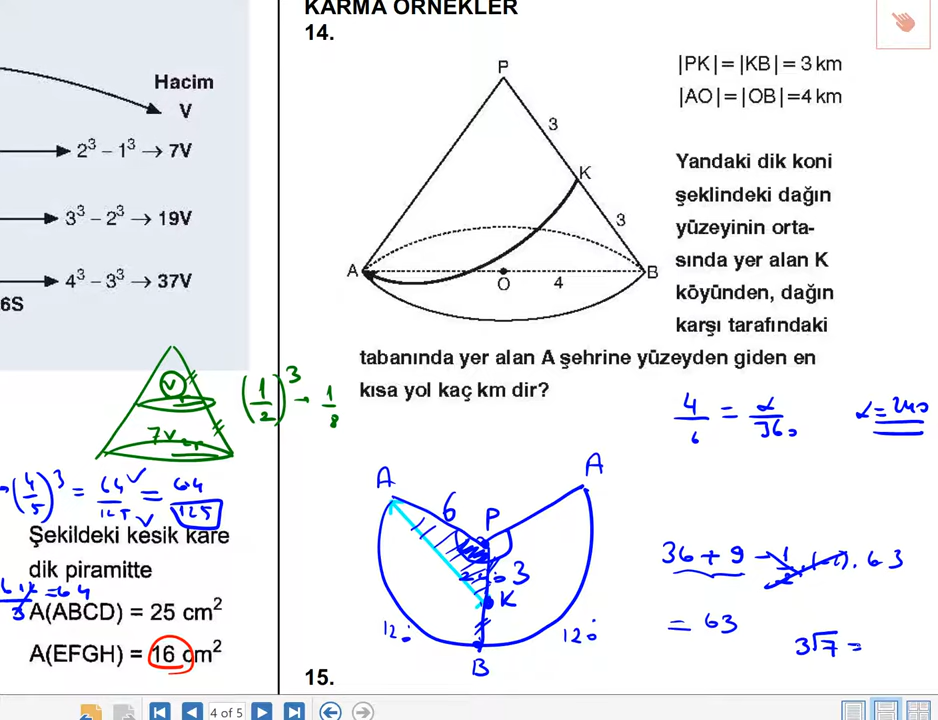 KARMA ÖRNEKLER
14.
Hacim
V
2³ – 1³ → 7V
3³ – 2³ → 19V
4³ – 3³ → 37V
6S
P
3
K
3
A
O
4
B
|PK| = |KB| = 3 km
|AO| = |OB| = 4 km
Yandaki dik koni
şeklindeki dağın
yüzeyinin orta-
sında yer alan K
köyünden, dağın
karşı tarafındaki
tabanında yer alan A şehrine yüzeyden giden en
kısa yol kaç km dir?
V
7V
(1/2)³ → 1/8
4/6 = α/360
α = 240
(4/5)³ = 64/125 = 64/125
Şekildeki kesik kare
dik piramitte
A(ABCD) = 25 cm²
A(EFGH) = 16 cm²
A
6
P
A
3
K
120
120
B
36 + 9
.63
= 63
3√7 =
15.
4 of 5